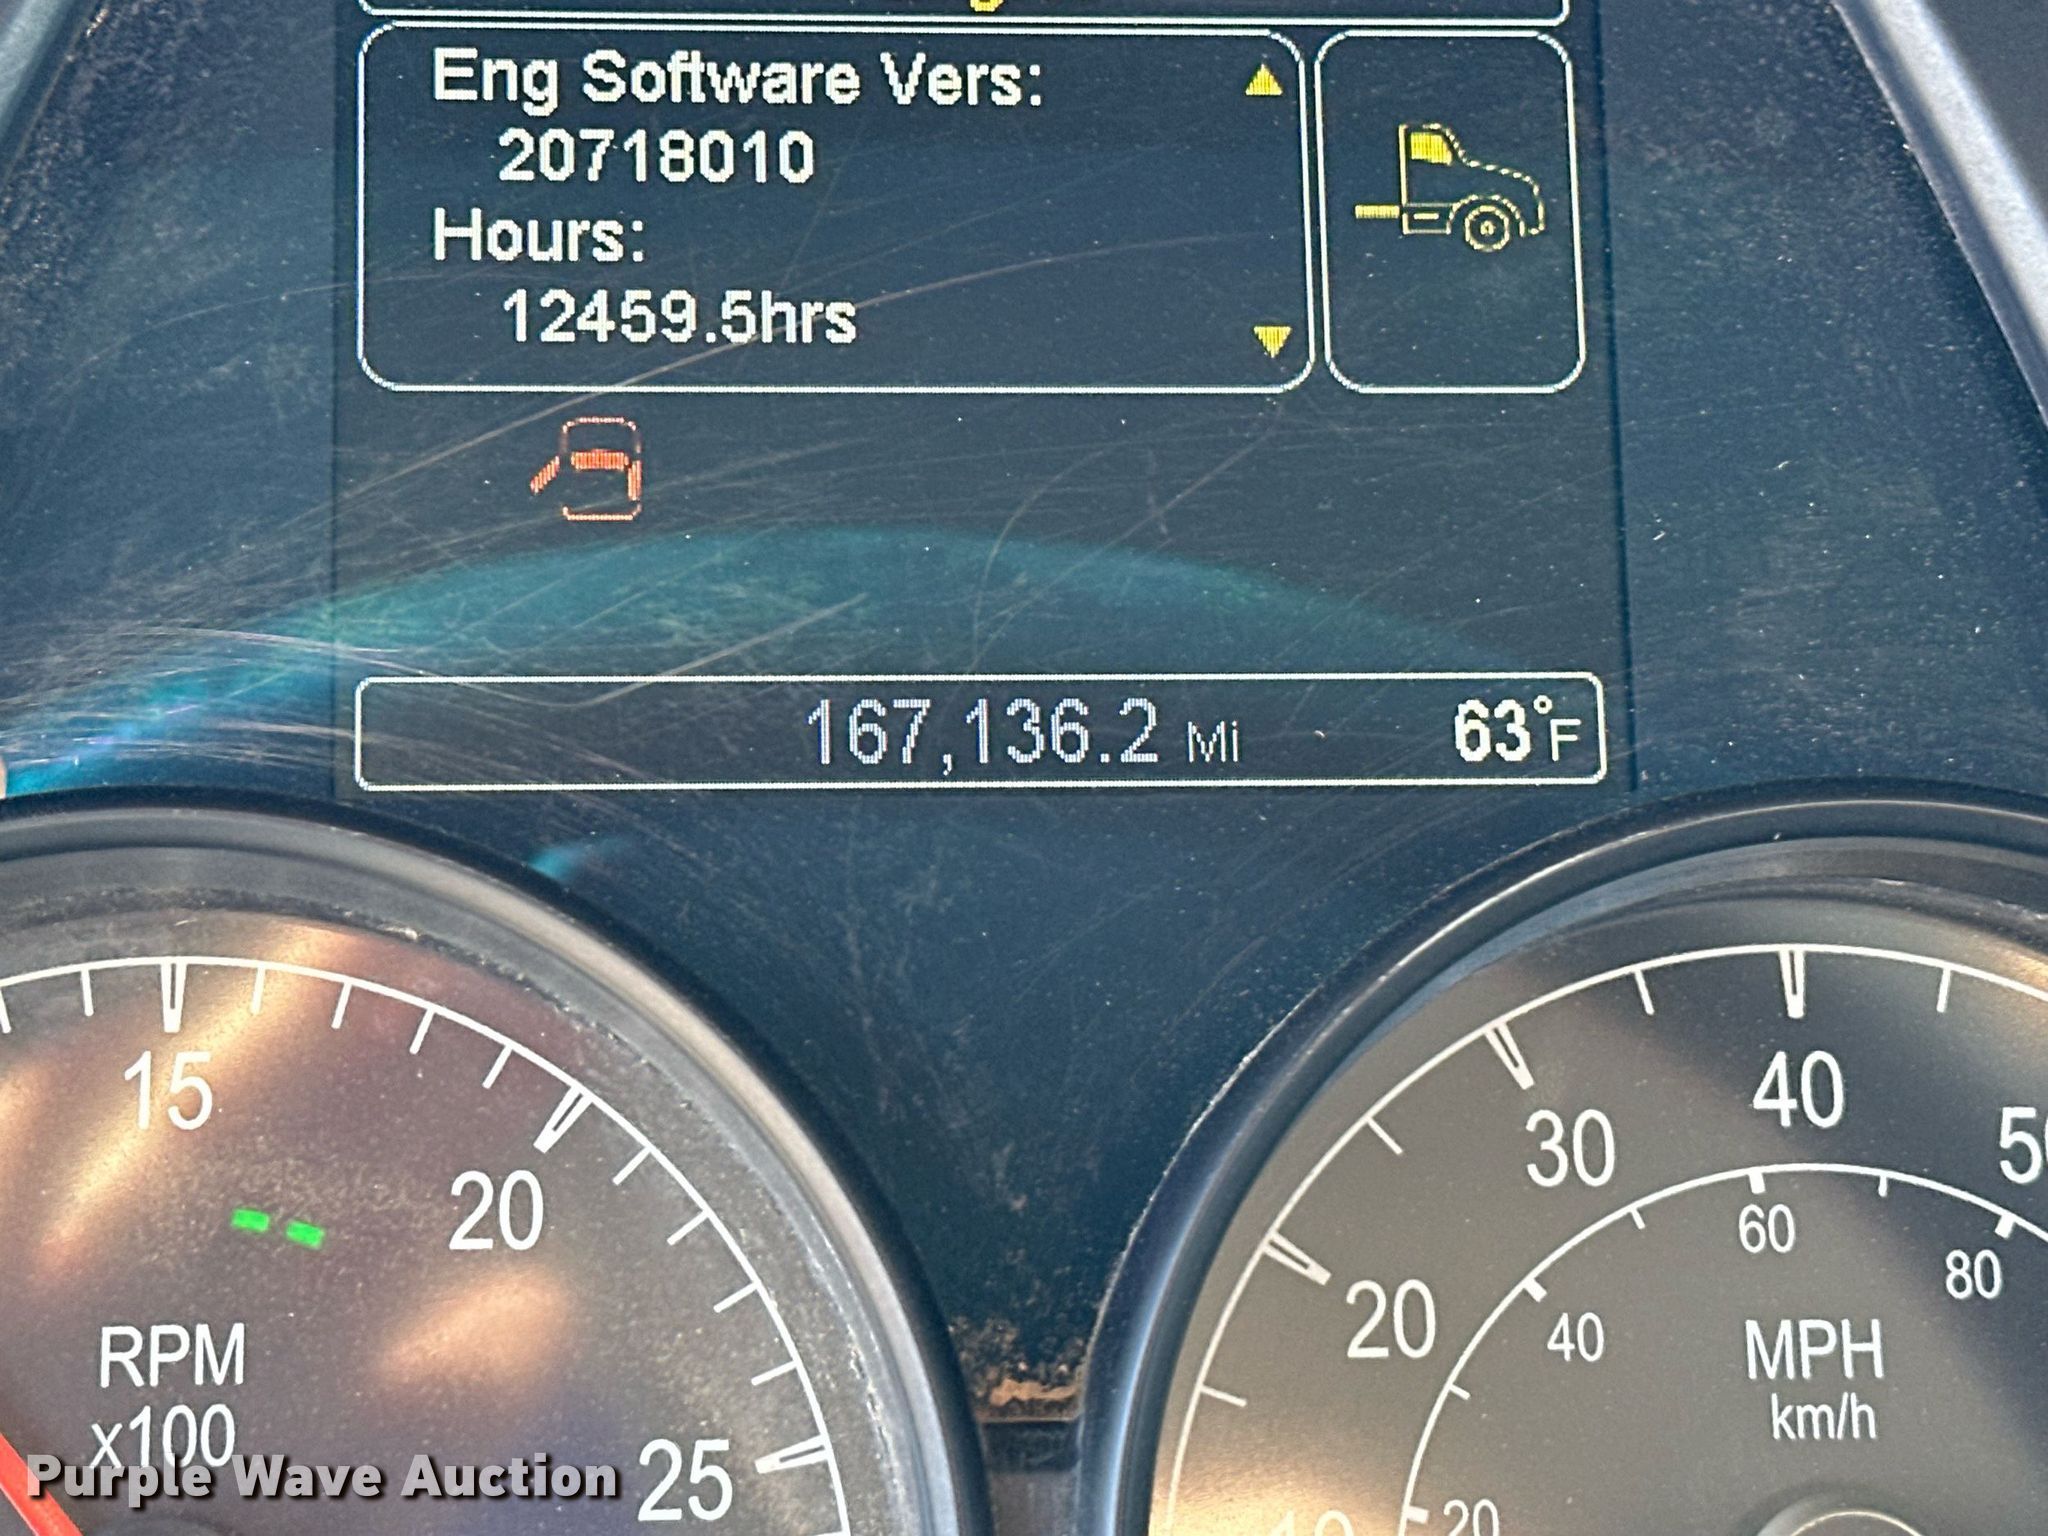 Eng Software Vers:
20718010
Hours:
12459.5hrs
167,136.2 Mi
63°F
15
20
25
RPM
x100
20
30
40
40
60
80
20
MPH
km/h
Purple Wave Auction